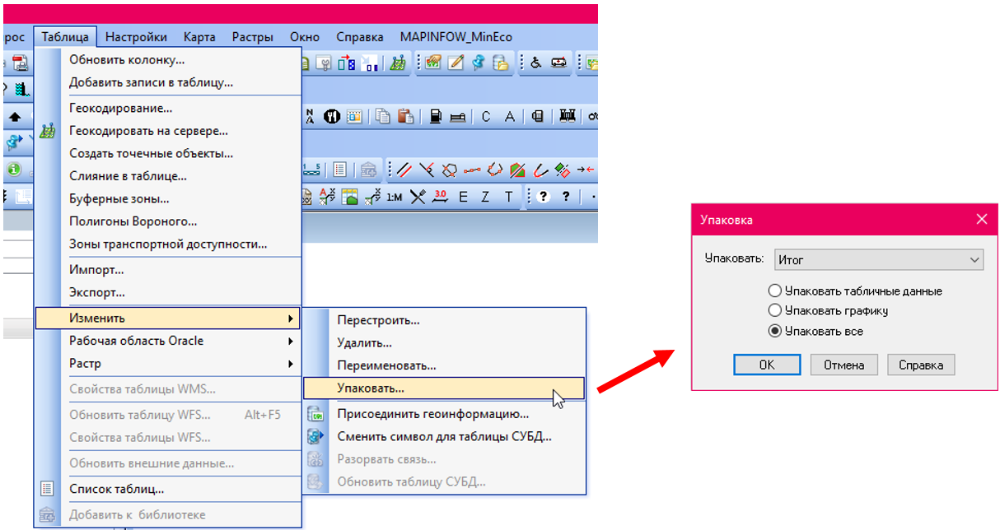 рос Таблица Настройки Карта Растры Окно Справка MAPINFOW_MinEco
Обновить колонку...
Добавить записи в таблицу...
Геокодирование...
Геокодировать на сервере...
Создать точечные объекты...
Слияние в таблице...
Буферные зоны...
Полигоны Вороного...
Зоны транспортной доступности...
Импорт...
Экспорт...
Изменить
Рабочая область Oracle
Растр
Свойства таблицы WMS...
Обновить таблицу WFS... Alt+F5
Свойства таблицы WFS...
Обновить внешние данные...
Список таблиц...
Добавить к библиотеке
N
A
C A
1:M 3.0 E Z T ? ?
Перестроить...
Удалить...
Переименовать...
Упаковать...
Присоединить геоинформацию...
Сменить символ для таблицы СУБД...
Разорвать связь...
Обновить таблицу СУБД...
Упаковка
Упаковать: Итог
Упаковать табличные данные
Упаковать графику
Упаковать все
OK Отмена Справка